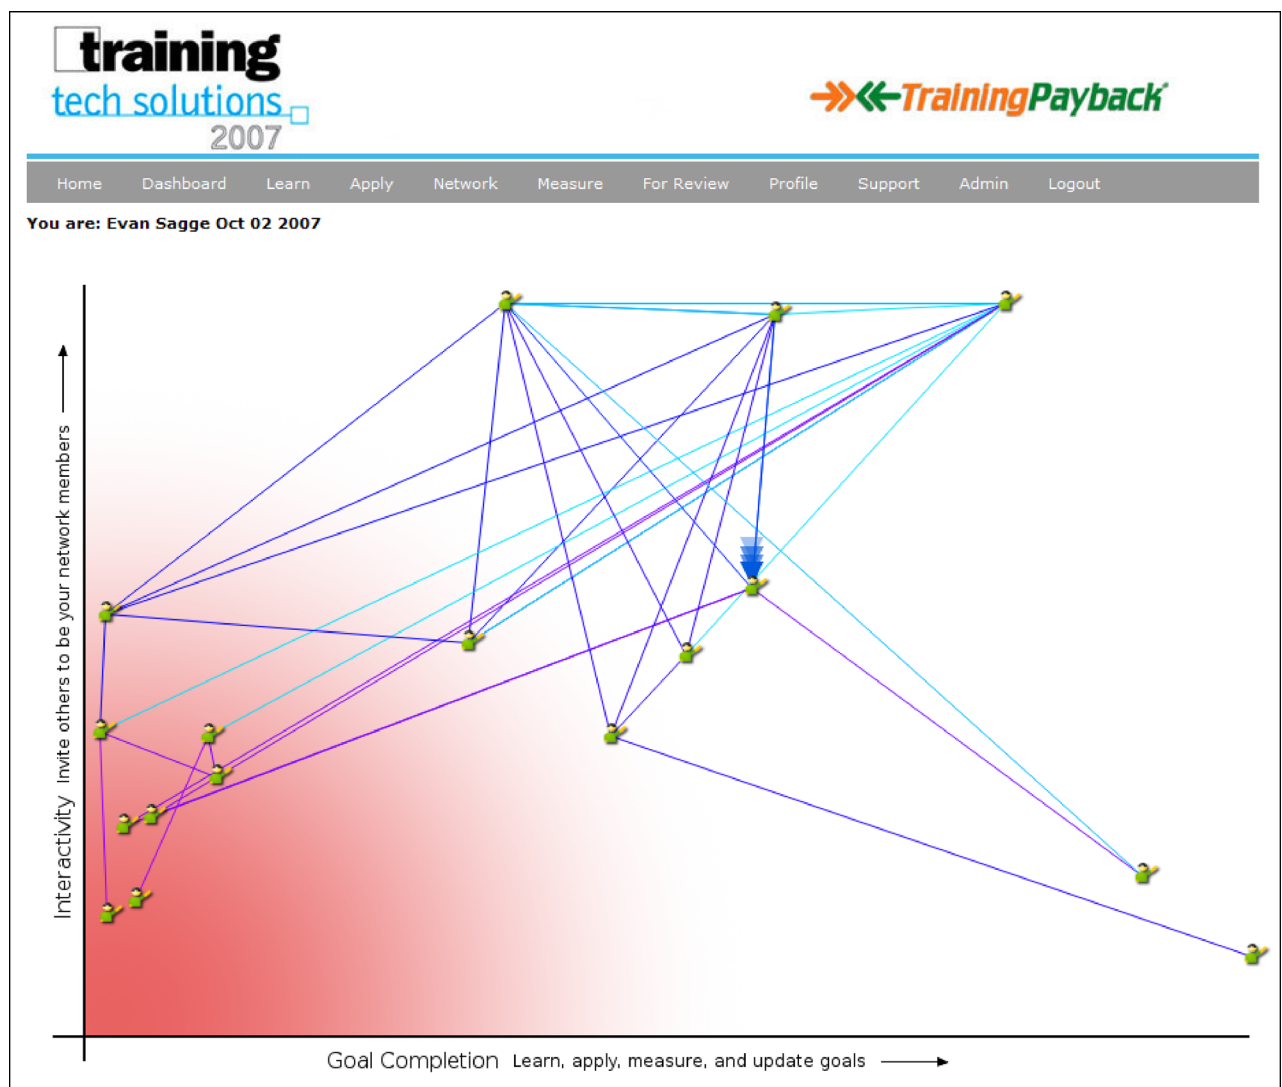 training
tech solutions
2007
TrainingPayback
Home Dashboard Learn Apply Network Measure For Review Profile Support Admin Logout
You are: Evan Sagge Oct 02 2007
Interactivity Invite others to be your network members
Goal Completion Learn, apply, measure, and update goals